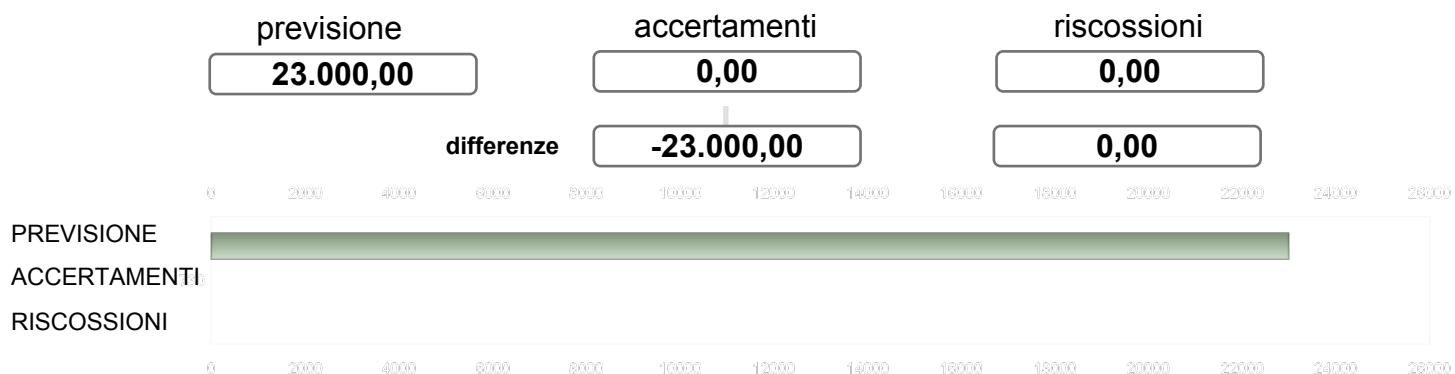 previsione accertamenti riscossioni
23.000,00 0,00 0,00
differenze -23.000,00 0,00
0 2000 4000 6000 8000 10000 12000 14000 16000 18000 20000 22000 24000 26000
PREVISIONE
ACCERTAMENTI
RISCOSSIONI
0 2000 4000 6000 8000 10000 12000 14000 16000 18000 20000 22000 24000 26000